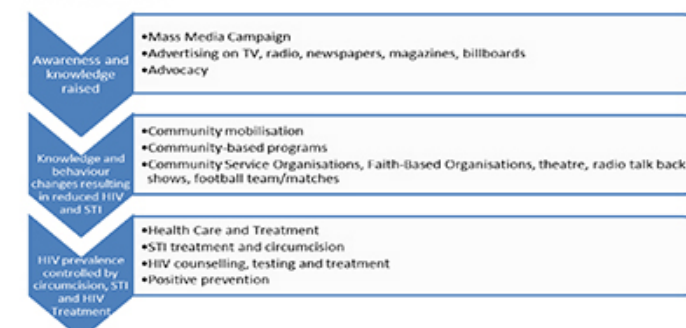 Awareness and
knowledge
raised
•Mass Media Campaign
•Advertising on TV, radio, newspapers, magazines, billboards
•Advocacy
Knowledge and
behaviour
changes resulting
in reduced HIV
and STI
•Community mobilisation
•Community-based programs
•Community Service Organisations, Faith-Based Organisations, theatre, radio talk back
shows, football team/matches
HIV prevalence
controlled by
circumcision, STI
and HIV
Treatment
•Health Care and Treatment
•STI treatment and circumcision
•HIV counselling, testing and treatment
•Positive prevention